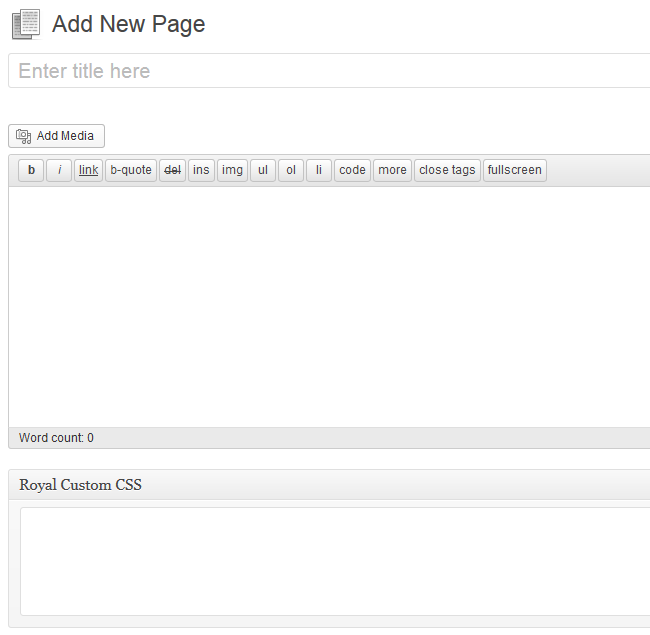 Add New Page
Enter title here
Add Media
b i link b-quote del ins img ul ol li code more close tags fullscreen
Word count: 0
Royal Custom CSS